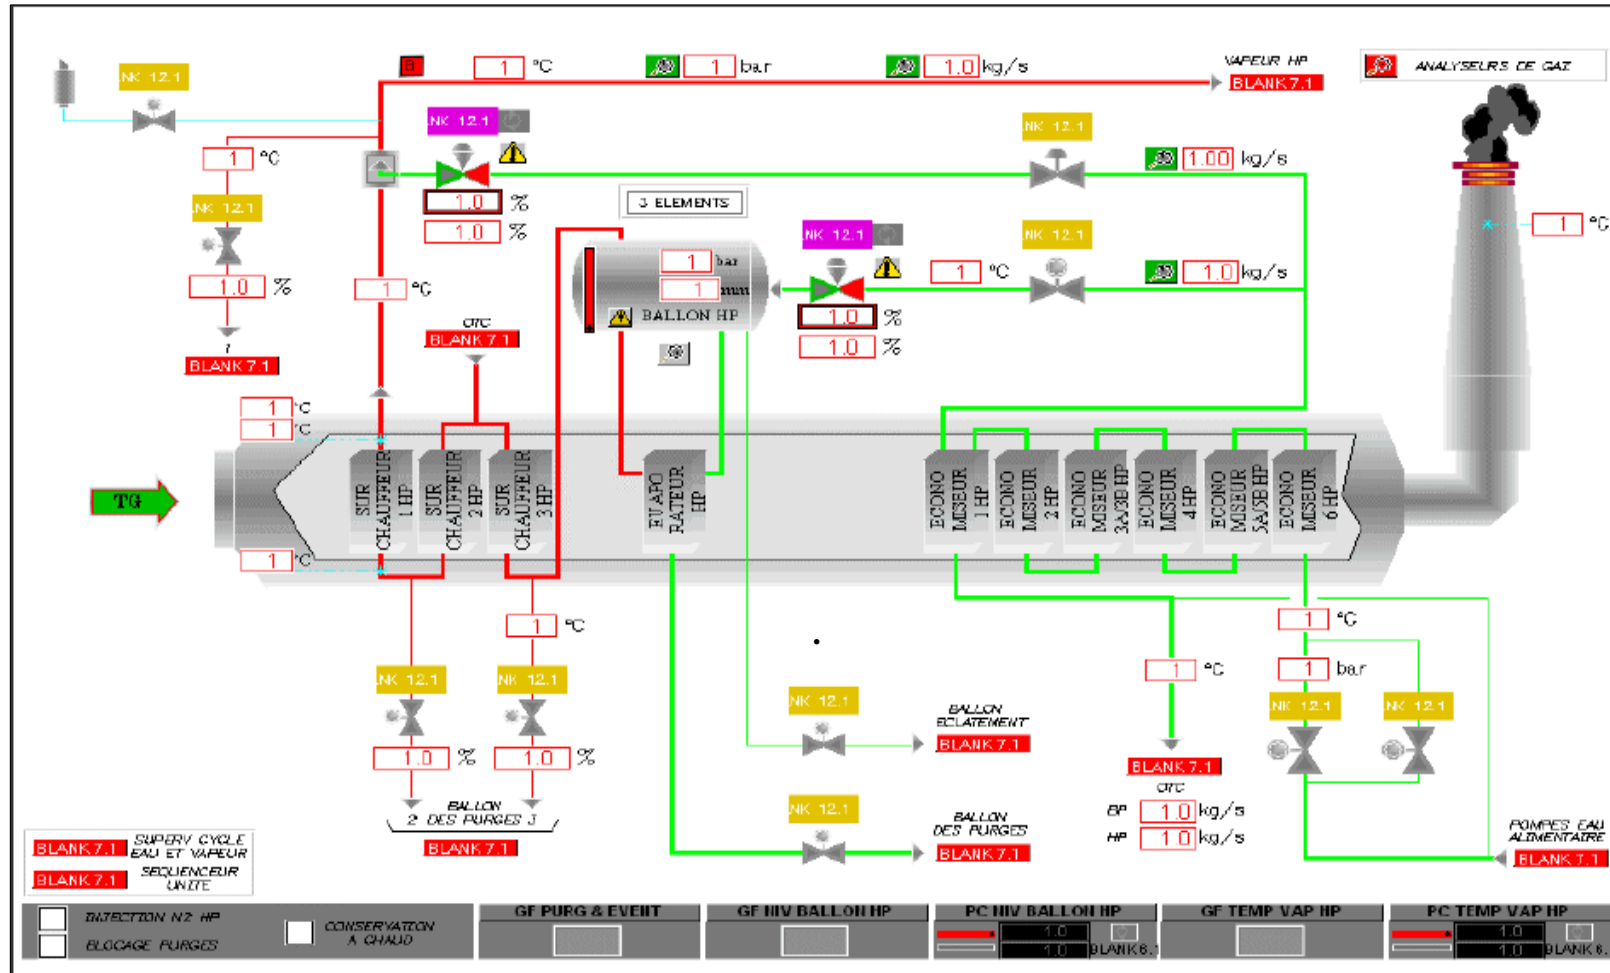 B
1 °C
1 bar
1.0 kg/s
VAPEUR HP
BLANK 7.1
ANALYSEURS DE GAZ
NK 12.1
NK 12.1
NK 12.1
1 °C
1.00 kg/s
NK 12.1
1.0 %
1.0 %
3 ELEMENTS
NK 12.1
NK 12.1
1 °C
1.0 %
1 °C
1 bar
1 mm
BALLON HP
1 °C
1.0 kg/s
1.0 %
1.0 %
1
BLANK 7.1
OTC
BLANK 7.1
1 °C
1 °C
TG
1 °C
SUR
CHAUFFEUR
1 HP
SUR
CHAUFFEUR
2 HP
SUR
CHAUFFEUR
3 HP
EVAPO
RATEUR
HP
ECONO
MISEUR
1 HP
ECONO
MISEUR
2 HP
ECONO
MISEUR
3A/3B HP
ECONO
MISEUR
4 HP
ECONO
MISEUR
5A/5B HP
ECONO
MISEUR
6 HP
1 °C
1 °C
1 °C
1 bar
NK 12.1
NK 12.1
NK 12.1
NK 12.1
NK 12.1
1.0 %
1.0 %
BALLON
ECLATEMENT
BLANK 7.1
BLANK 7.1
OTC
BP 1.0 kg/s
HP 1.0 kg/s
BALLON
2 DES PURGES 3
BLANK 7.1
NK 12.1
BALLON
DES PURGES
BLANK 7.1
POMPES EAU
ALIMENTAIRE
BLANK 7.1
BLANK 7.1 SUPERV CYCLE
EAU ET VAPEUR
BLANK 7.1 SEQUENCEUR
UNITE
INJECTION N2 HP
BLOCAGE PURGES
CONSERVATION
A CHAUD
GF PURG & EVENT
GF NIV BALLON HP
PC NIV BALLON HP
1.0
1.0 BLANK 6.1
GF TEMP VAP HP
PC TEMP VAP HP
1.0
1.0 BLANK 6.